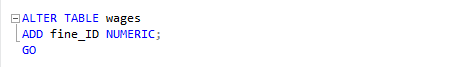 ALTER TABLE wages
ADD fine_ID NUMERIC;
GO